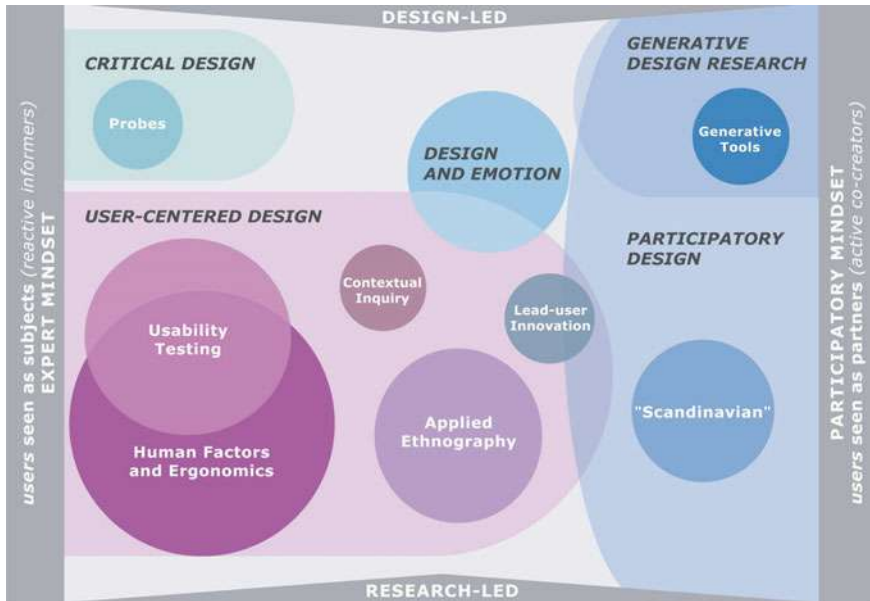 DESIGN-LED
users seen as subjects (reactive informers)
EXPERT MINDSET
CRITICAL DESIGN
Probes
GENERATIVE
DESIGN RESEARCH
Generative
Tools
DESIGN
AND EMOTION
USER-CENTERED DESIGN
Contextual
Inquiry
Lead-user
Innovation
Usability
Testing
Human Factors
and Ergonomics
Applied
Ethnography
PARTICIPATORY
DESIGN
"Scandinavian"
PARTICIPATORY MINDSET
users seen as partners (active co-creators)
RESEARCH-LED